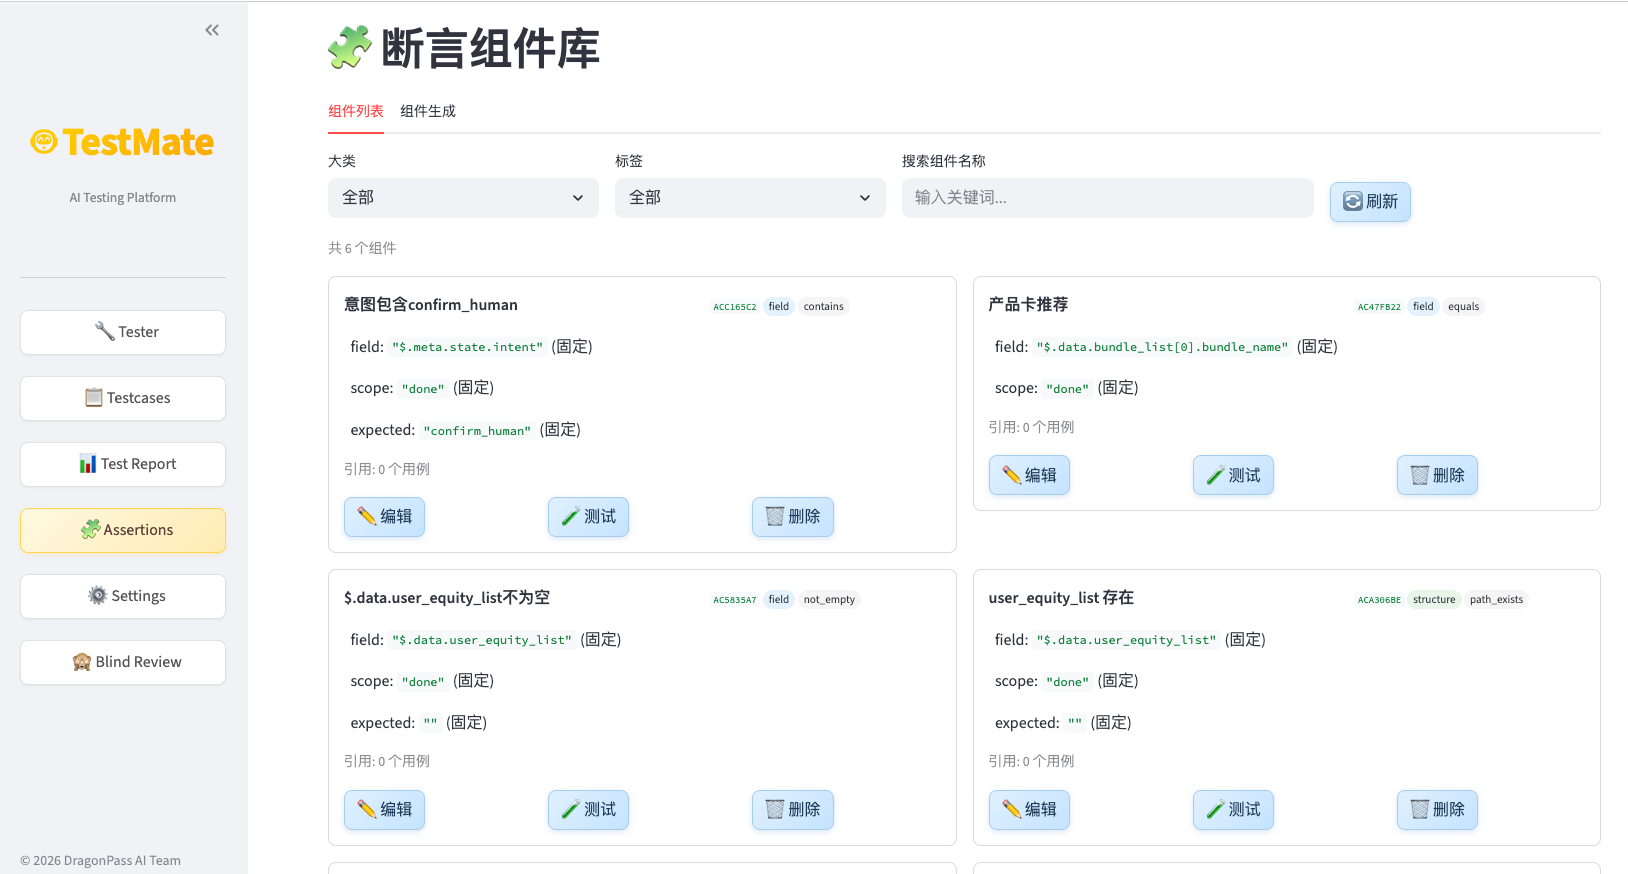 断言组件库
TestMate
AI Testing Platform
Tester
Testcases
Test Report
Assertions
Settings
Blind Review
© 2026 DragonPass AI Team
组件列表 组件生成
大类 标签 搜索组件名称
全部 全部 输入关键词... 刷新
共 6 个组件
意图包含confirm_human ACC165C2 field contains
field: "$.meta.state.intent" (固定)
scope: "done" (固定)
expected: "confirm_human" (固定)
引用: 0 个用例
编辑 测试 删除
产品卡推荐 AC47FB22 field equals
field: "$.data.bundle_list[0].bundle_name" (固定)
scope: "done" (固定)
引用: 0 个用例
编辑 测试 删除
$.data.user_equity_list不为空 AC5835A7 field not_empty
field: "$.data.user_equity_list" (固定)
scope: "done" (固定)
expected: "" (固定)
引用: 0 个用例
编辑 测试 删除
user_equity_list 存在 ACA306BE structure path_exists
field: "$.data.user_equity_list" (固定)
scope: "done" (固定)
expected: "" (固定)
引用: 0 个用例
编辑 测试 删除